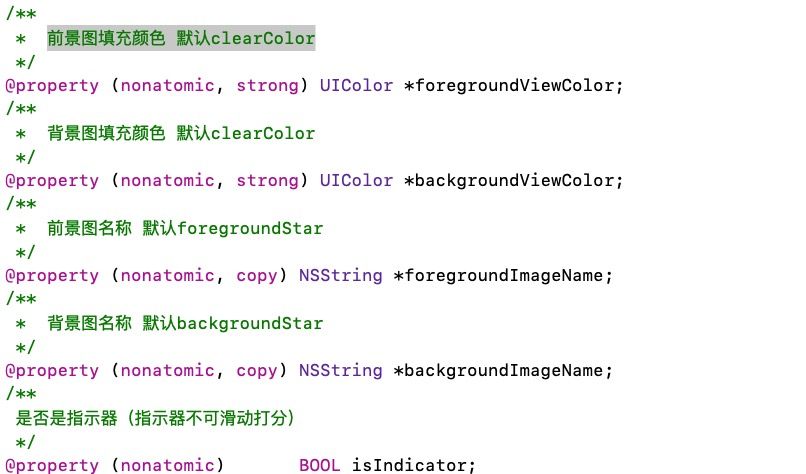 /**
 *  前景图填充颜色 默认clearColor
 */
@property (nonatomic, strong) UIColor *foregroundViewColor;
/**
 *  背景图填充颜色 默认clearColor
 */
@property (nonatomic, strong) UIColor *backgroundViewColor;
/**
 *  前景图名称 默认foregroundStar
 */
@property (nonatomic, copy) NSString *foregroundImageName;
/**
 *  背景图名称 默认backgroundStar
 */
@property (nonatomic, copy) NSString *backgroundImageName;
/**
 是否是指示器（指示器不可滑动打分）
 */
@property (nonatomic)       BOOL isIndicator;